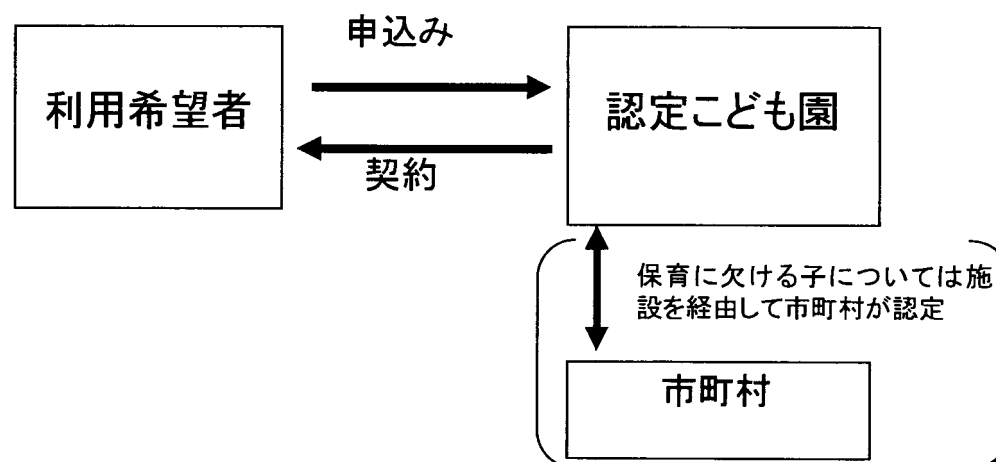 申込み
利用希望者
認定こども園
契約
保育に欠ける子については施
設を経由して市町村が認定
市町村